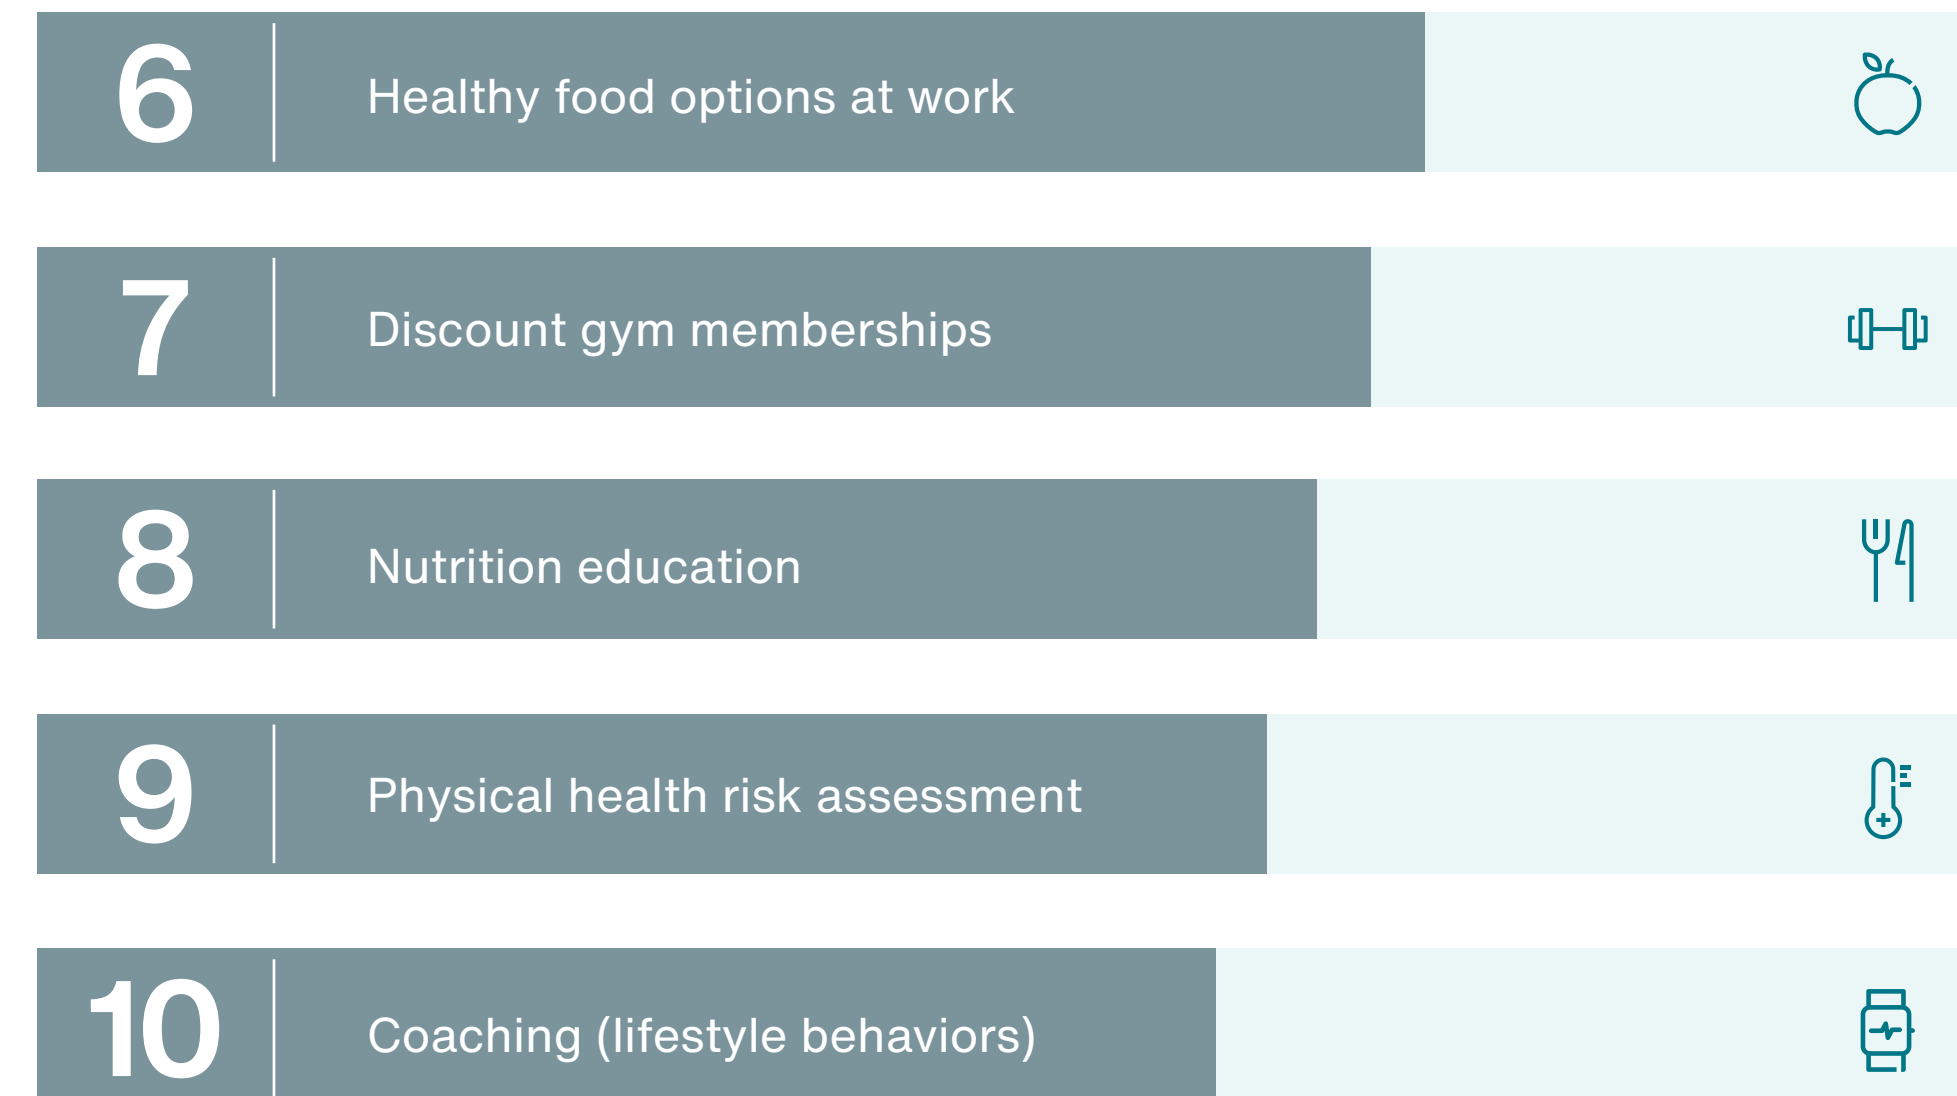 6 Healthy food options at work
7 Discount gym memberships
8 Nutrition education
9 Physical health risk assessment
10 Coaching (lifestyle behaviors)